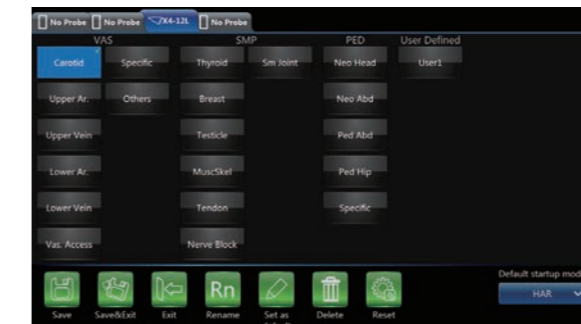 No Probe No Probe X4-12L No Probe
VAS SMP PED User Defined
Carotid Specific Thyroid Sm Joint Neo Head User1
Upper Ar. Others Breast Neo Abd
Upper Vein Testicle Ped Abd
Lower Ar. MuscSkel Ped Hip
Lower Vein Tendon Specific
Vas. Access Nerve Block
Default startup mod
HAR
Rn
Save Save&Exit Exit Rename Set as Delete Reset